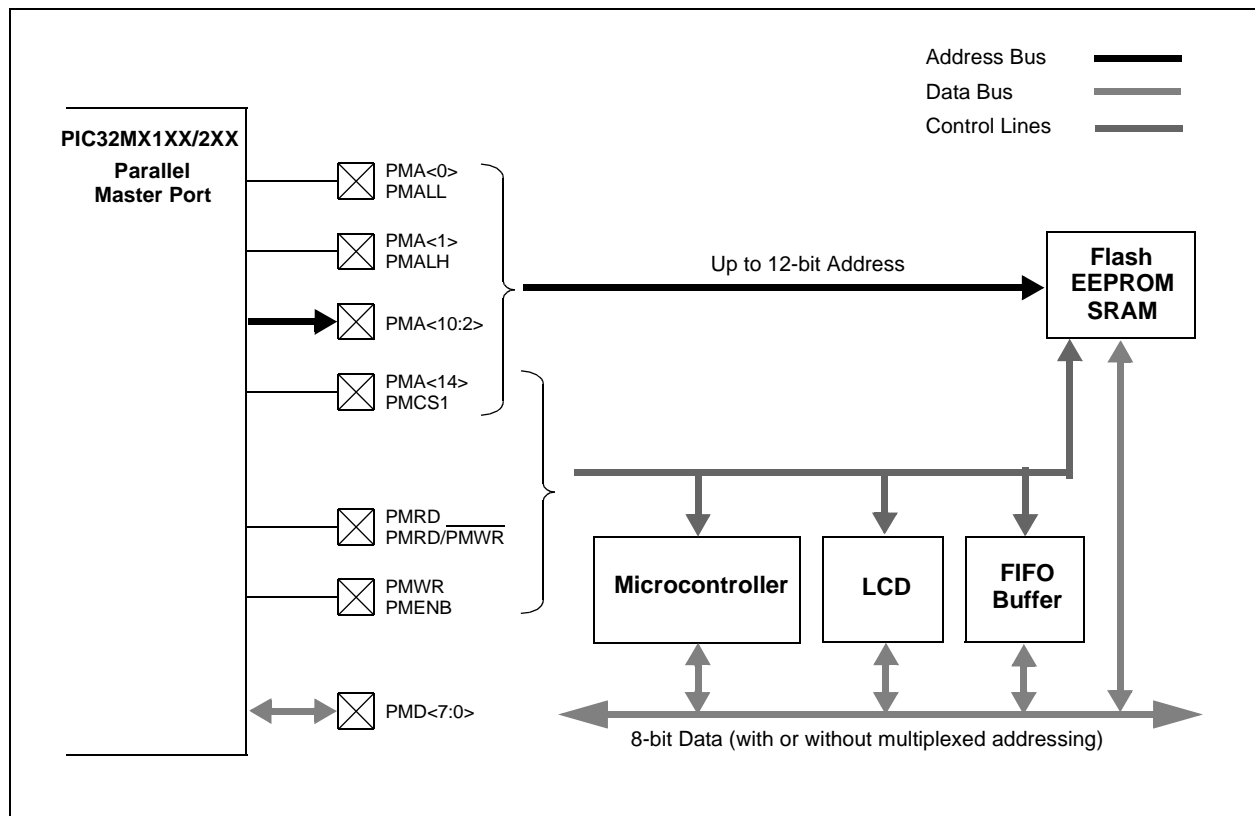 Address Bus
Data Bus
Control Lines
PIC32MX1XX/2XX
Parallel
Master Port
PMA<0>
PMALL
PMA<1>
PMALH
PMA<10:2>
PMA<14>
PMCS1
PMRD
PMRD/PMWR
PMWR
PMENB
PMD<7:0>
Up to 12-bit Address
Flash
EEPROM
SRAM
Microcontroller
LCD
FIFO
Buffer
8-bit Data (with or without multiplexed addressing)